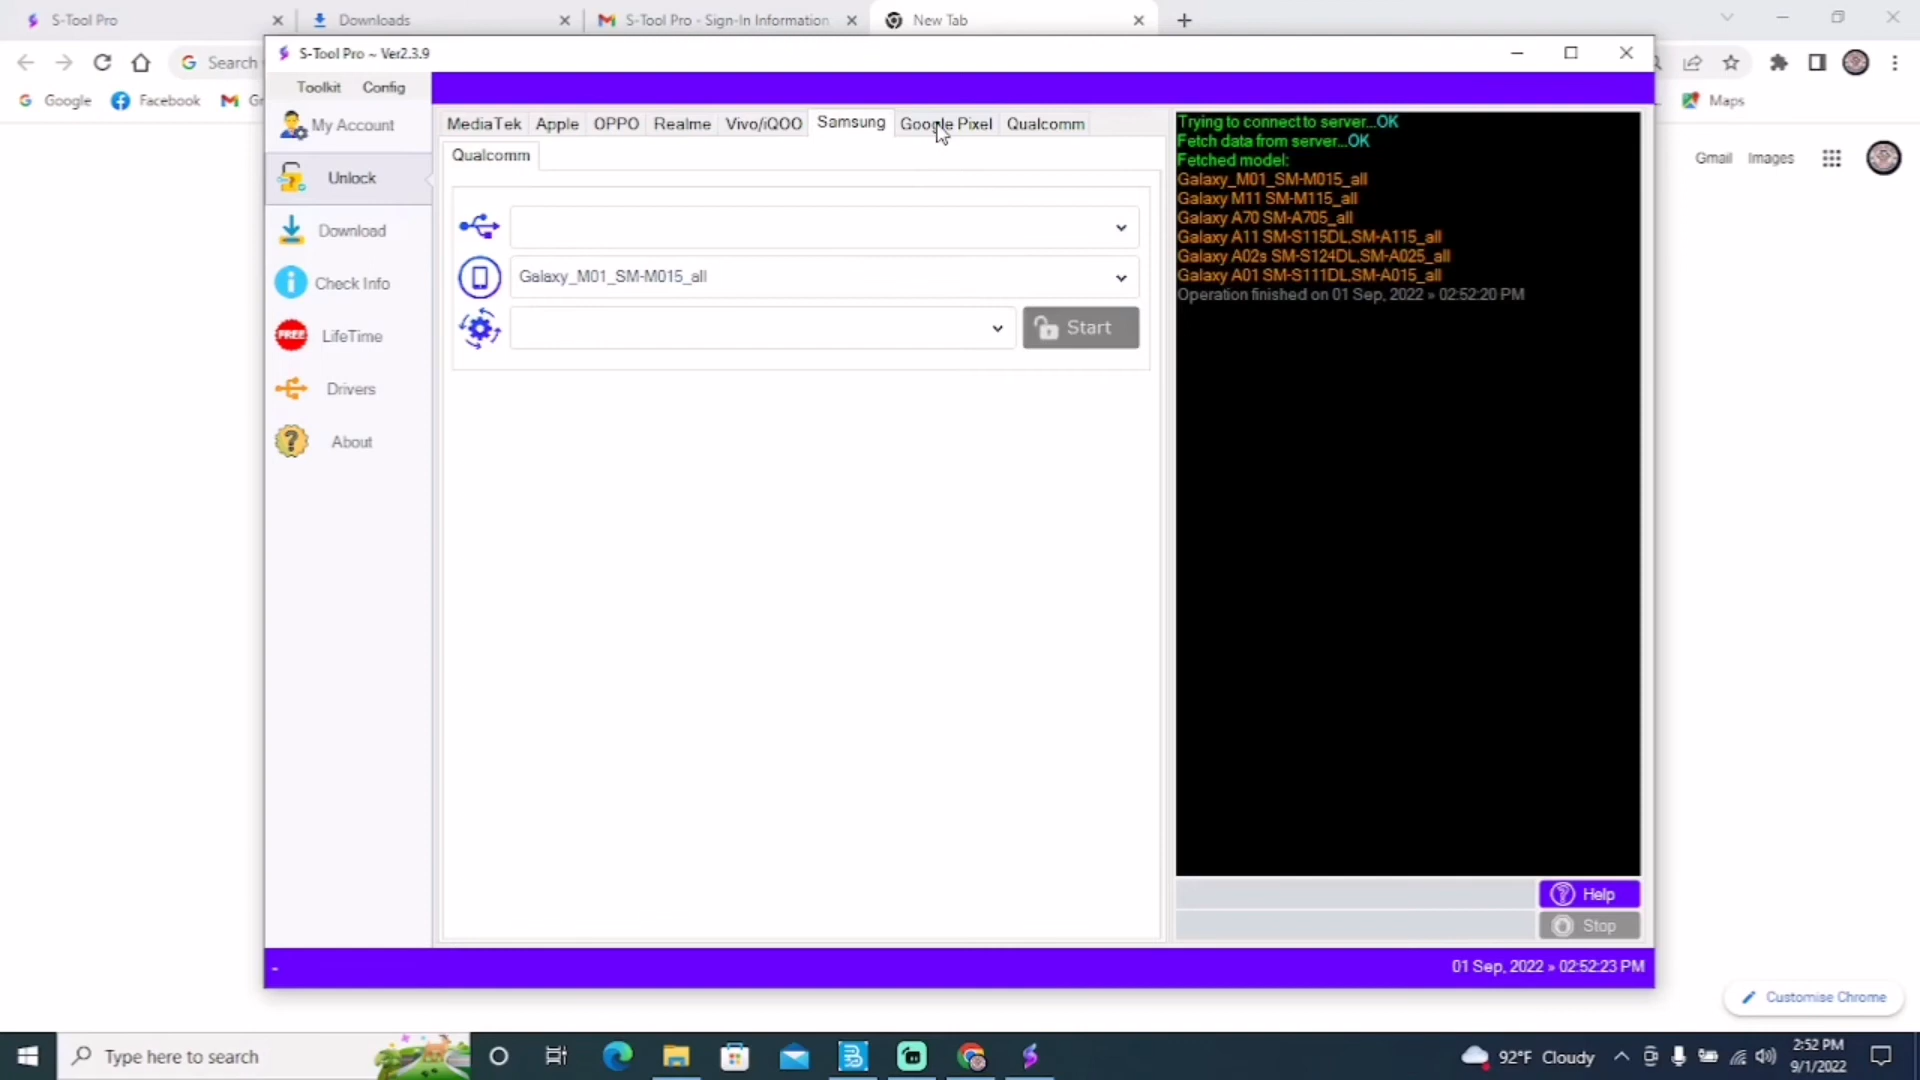 S-Tool Pro
Downloads
S-Tool Pro - Sign-In Information
New Tab
Search
S-Tool Pro ~ Ver2.3.9
Google
Facebook
Maps
Toolkit
Config
My Account
Unlock
Download
Check Info
LifeTime
FREE
Drivers
About
MediaTek
Apple
OPPO
Realme
Vivo/iQOO
Samsung
Google Pixel
Qualcomm
Qualcomm
Galaxy_M01_SM-M015_all
Start
Trying to connect to server...OK
Fetch data from server...OK
Fetched model:
Galaxy_M01_SM-M015_all
Galaxy M11 SM-M115_all
Galaxy A70 SM-A705_all
Galaxy A11 SM-S115DL,SM-A115_all
Galaxy A02s SM-S124DL,SM-A025_all
Galaxy A01 SM-S111DL,SM-A015_all
Operation finished on 01 Sep, 2022 » 02:52:20 PM
Help
Stop
-
01 Sep, 2022 » 02:52:23 PM
Gmail
Images
Customise Chrome
Type here to search
92°F Cloudy
2:52 PM
9/1/2022